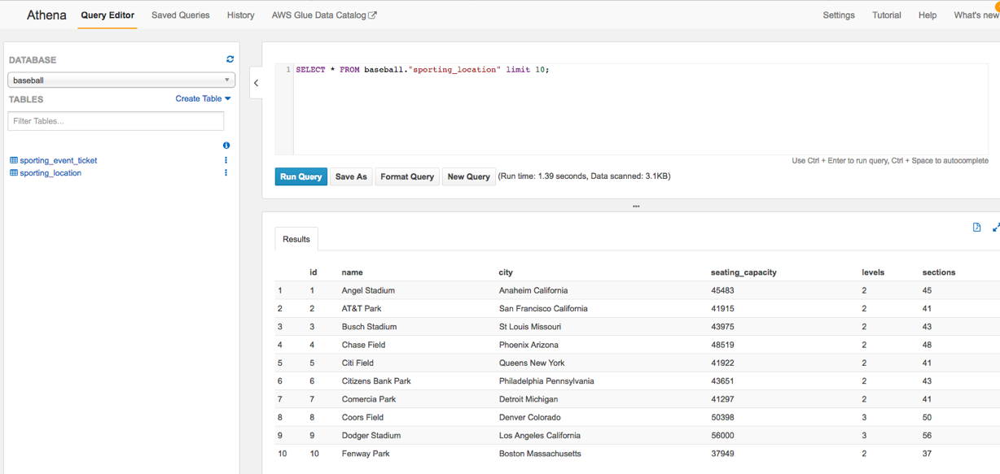 Athena Query Editor Saved Queries History AWS Glue Data Catalog Settings Tutorial Help What's new
DATABASE
baseball
TABLES Create Table
Filter Tables...
sporting_event_ticket
sporting_location
1 SELECT * FROM baseball."sporting_location" limit 10;
Use Ctrl + Enter to run query, Ctrl + Space to autocomplete
Run Query Save As Format Query New Query (Run time: 1.39 seconds, Data scanned: 3.1KB)
Results
id name city seating_capacity levels sections
1 1 Angel Stadium Anaheim California 45483 2 45
2 2 AT&T Park San Francisco California 41915 2 41
3 3 Busch Stadium St Louis Missouri 43975 2 43
4 4 Chase Field Phoenix Arizona 48519 2 48
5 5 Citi Field Queens New York 41922 2 41
6 6 Citizens Bank Park Philadelphia Pennsylvania 43651 2 43
7 7 Comercia Park Detroit Michigan 41297 2 41
8 8 Coors Field Denver Colorado 50398 3 50
9 9 Dodger Stadium Los Angeles California 56000 3 56
10 10 Fenway Park Boston Massachusetts 37949 2 37